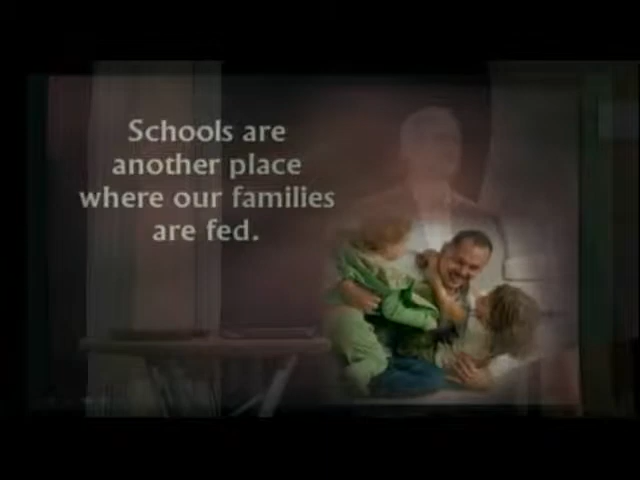 Schools are
another place
where our families
are fed.